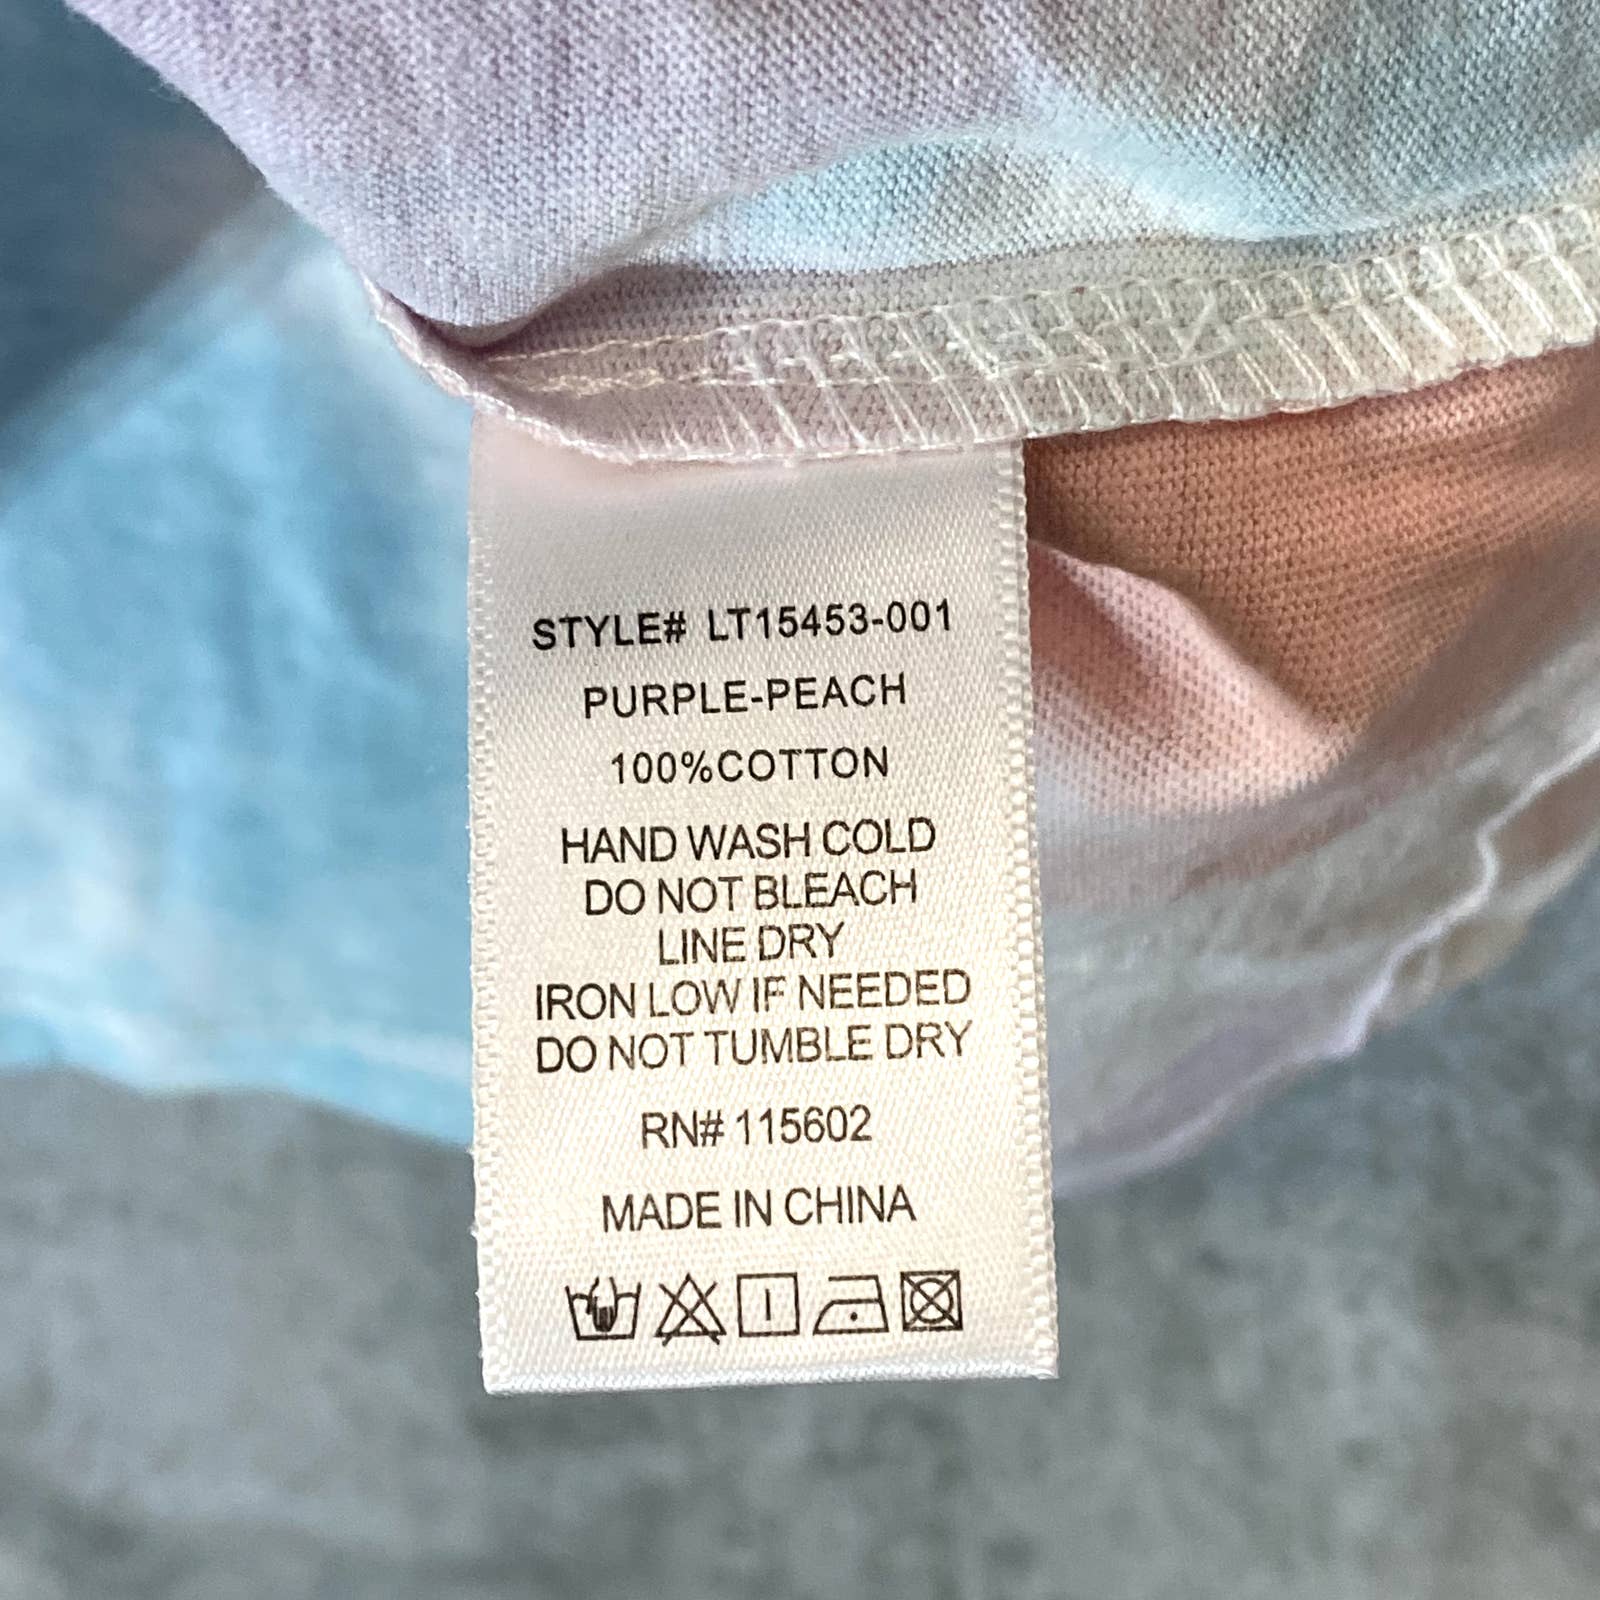 STYLE# LT15453-001
PURPLE-PEACH
100%COTTON
HAND WASH COLD
DO NOT BLEACH
LINE DRY
IRON LOW IF NEEDED
DO NOT TUMBLE DRY
RN# 115602
MADE IN CHINA